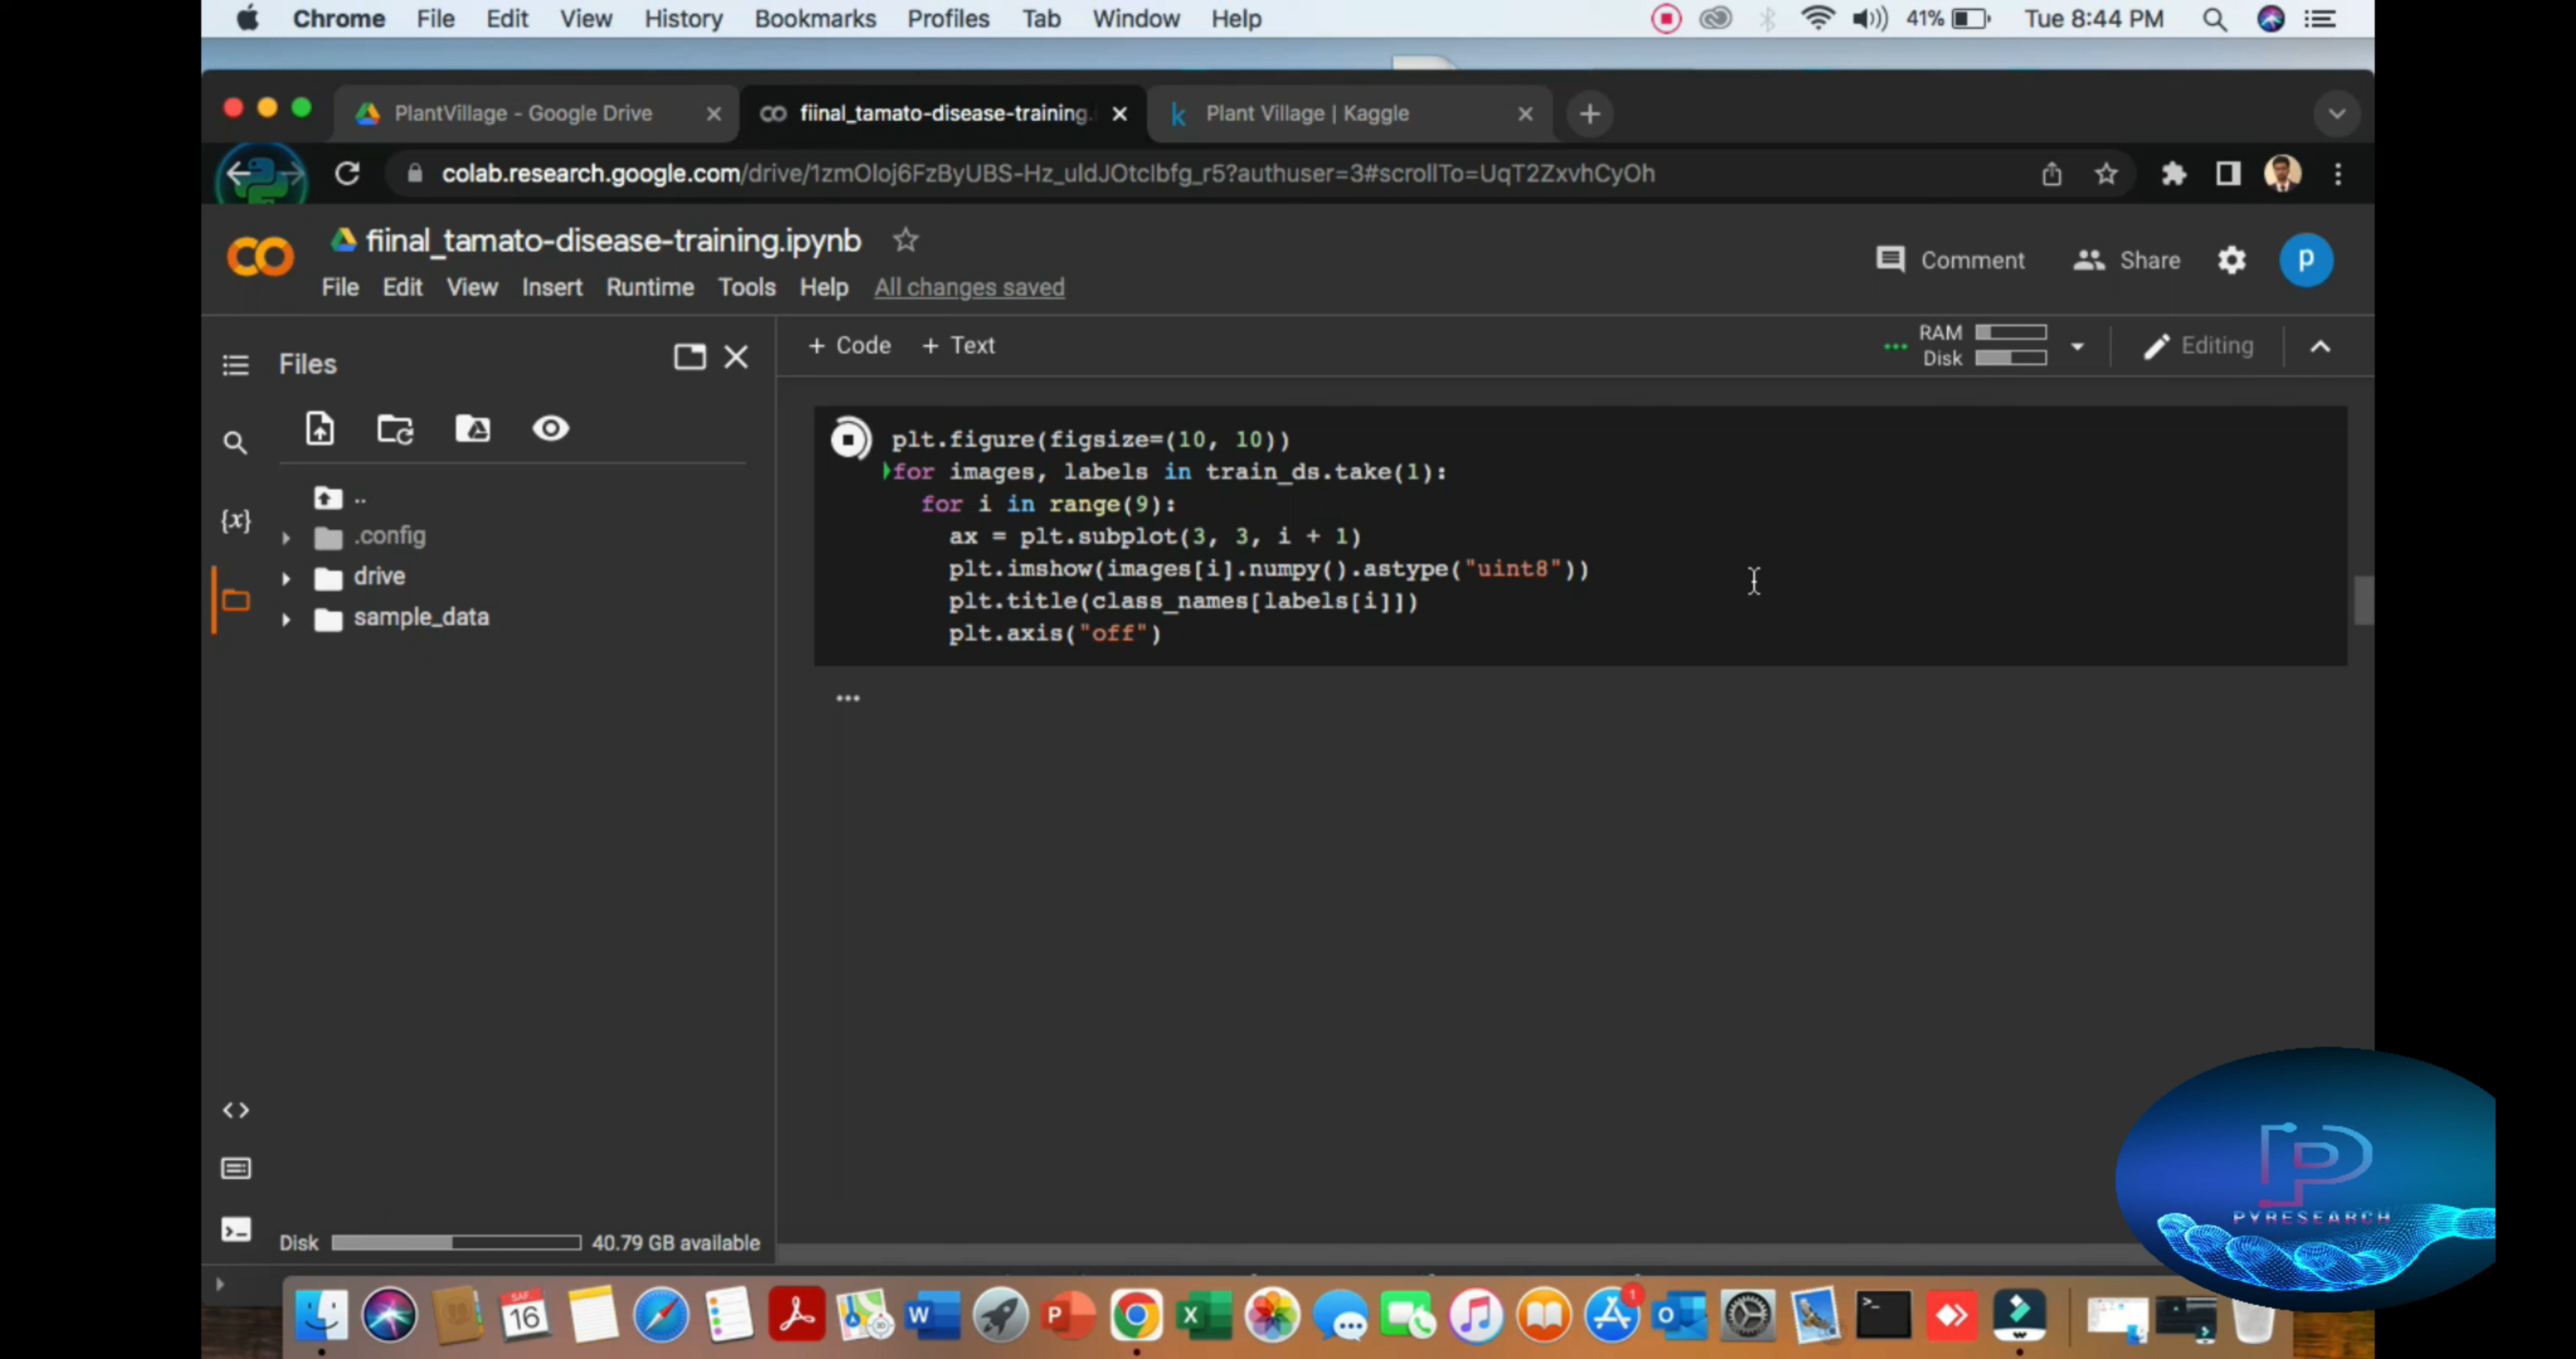 Chrome File Edit View History Bookmarks Profiles Tab Window Help 41% Tue 8:44 PM
PlantVillage - Google Drive fiinal_tamato-disease-training. Plant Village | Kaggle
colab.research.google.com/drive/1zmOloj6FzByUBS-Hz_uldJOtclbfg_r5?authuser=3#scrollTo=UqT2ZxvhCyOh
fiinal_tamato-disease-training.ipynb
Comment Share p
File Edit View Insert Runtime Tools Help All changes saved
+ Code + Text
RAM
Disk
Editing
Files
{x}
..
.config
drive
sample_data
plt.figure(figsize=(10, 10))
for images, labels in train_ds.take(1):
for i in range(9):
ax = plt.subplot(3, 3, i + 1)
plt.imshow(images[i].numpy().astype("uint8"))
plt.title(class_names[labels[i]])
plt.axis("off")
...
Disk 40.79 GB available
PYRESEARCH
SAF
16
W
P
X
1
O